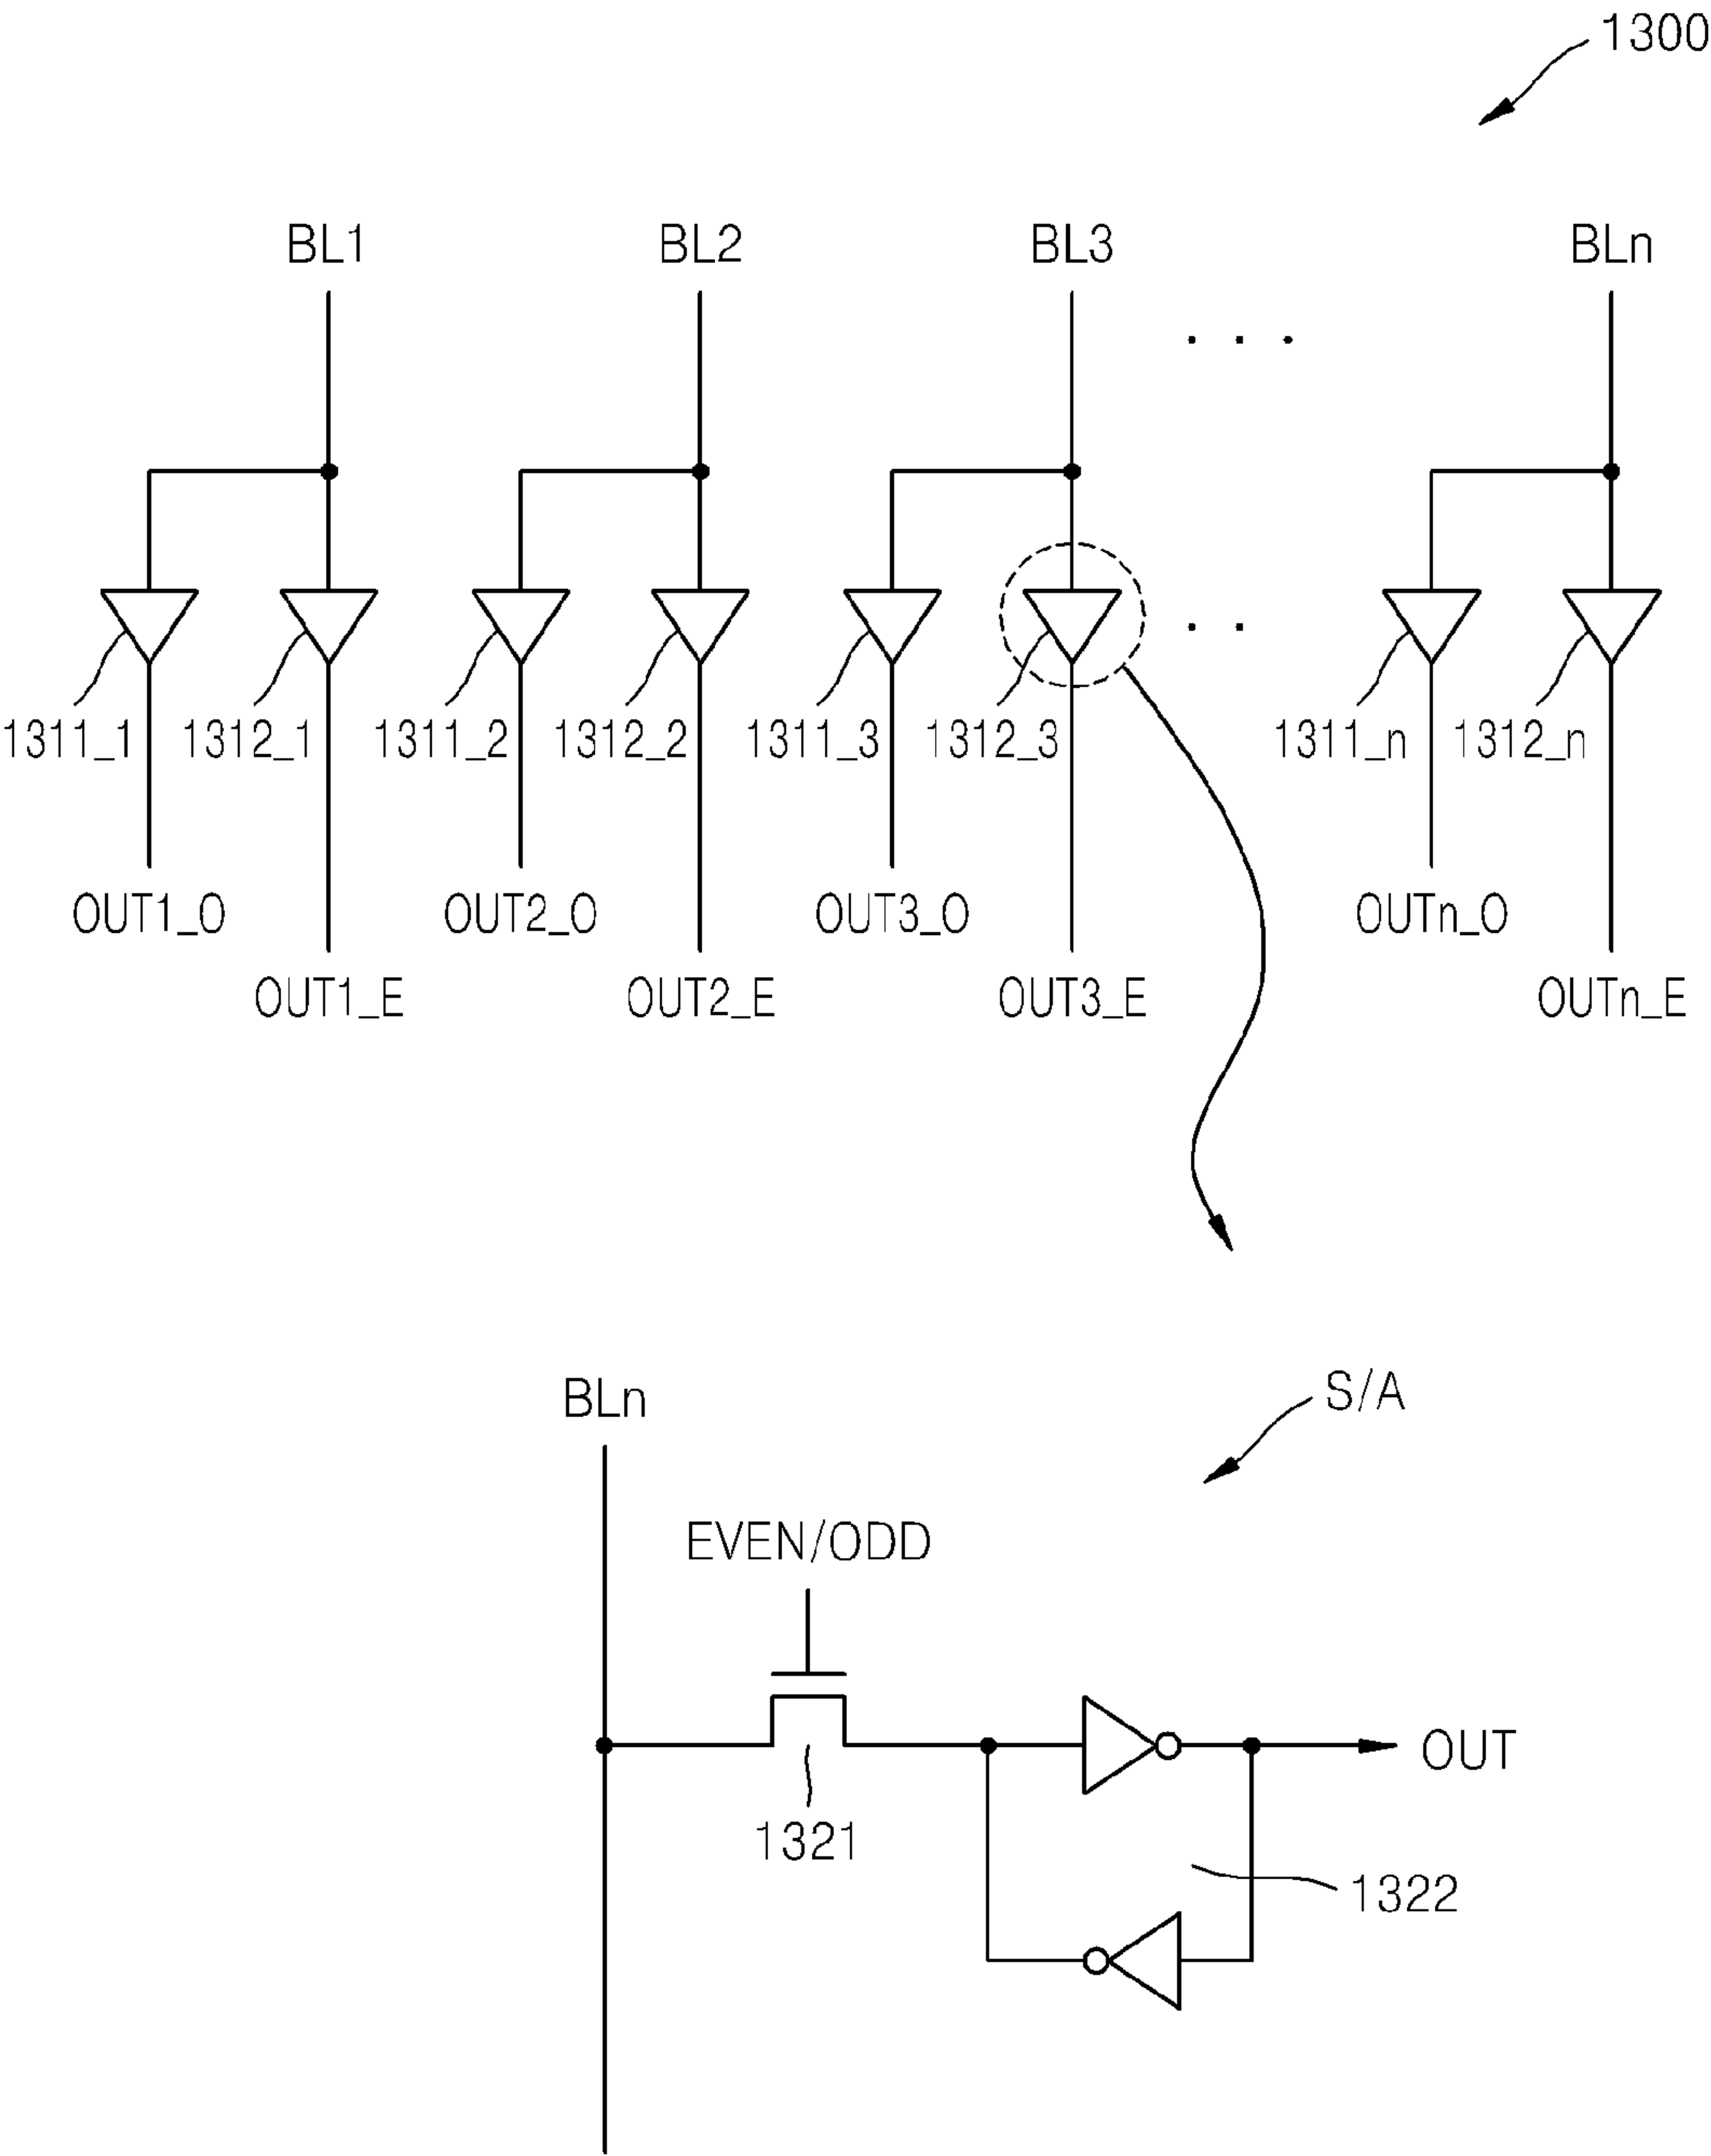 1300
BL1 BL2 BL3 BLn
. . .
. .
1311_1 1312_1 1311_2 1312_2 1311_3 1312_3 1311_n 1312_n
OUT1_O OUT2_O OUT3_O OUTn_O
OUT1_E OUT2_E OUT3_E OUTn_E
S/A
BLn
EVEN/ODD
OUT
1321
1322